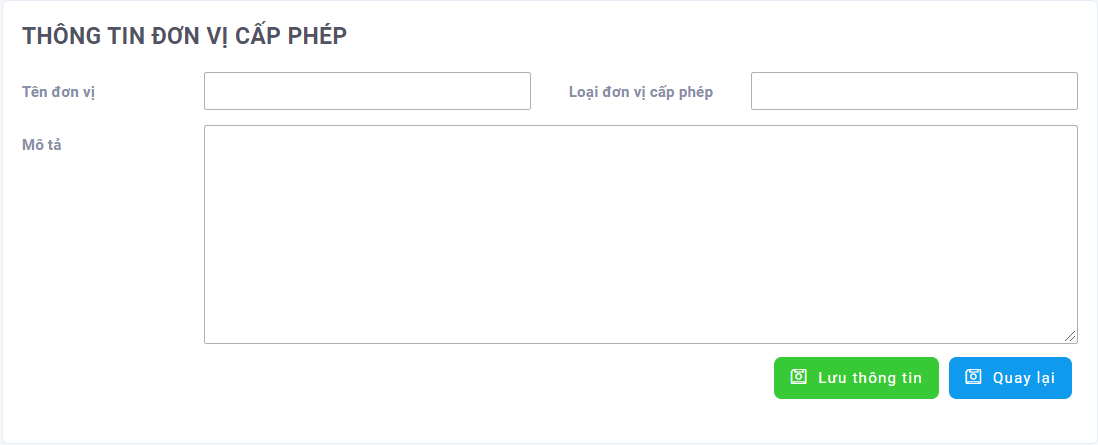 THÔNG TIN ĐƠN VỊ CẤP PHÉP
Tên đơn vị
Loại đơn vị cấp phép
Mô tả
Lưu thông tin
Quay lại